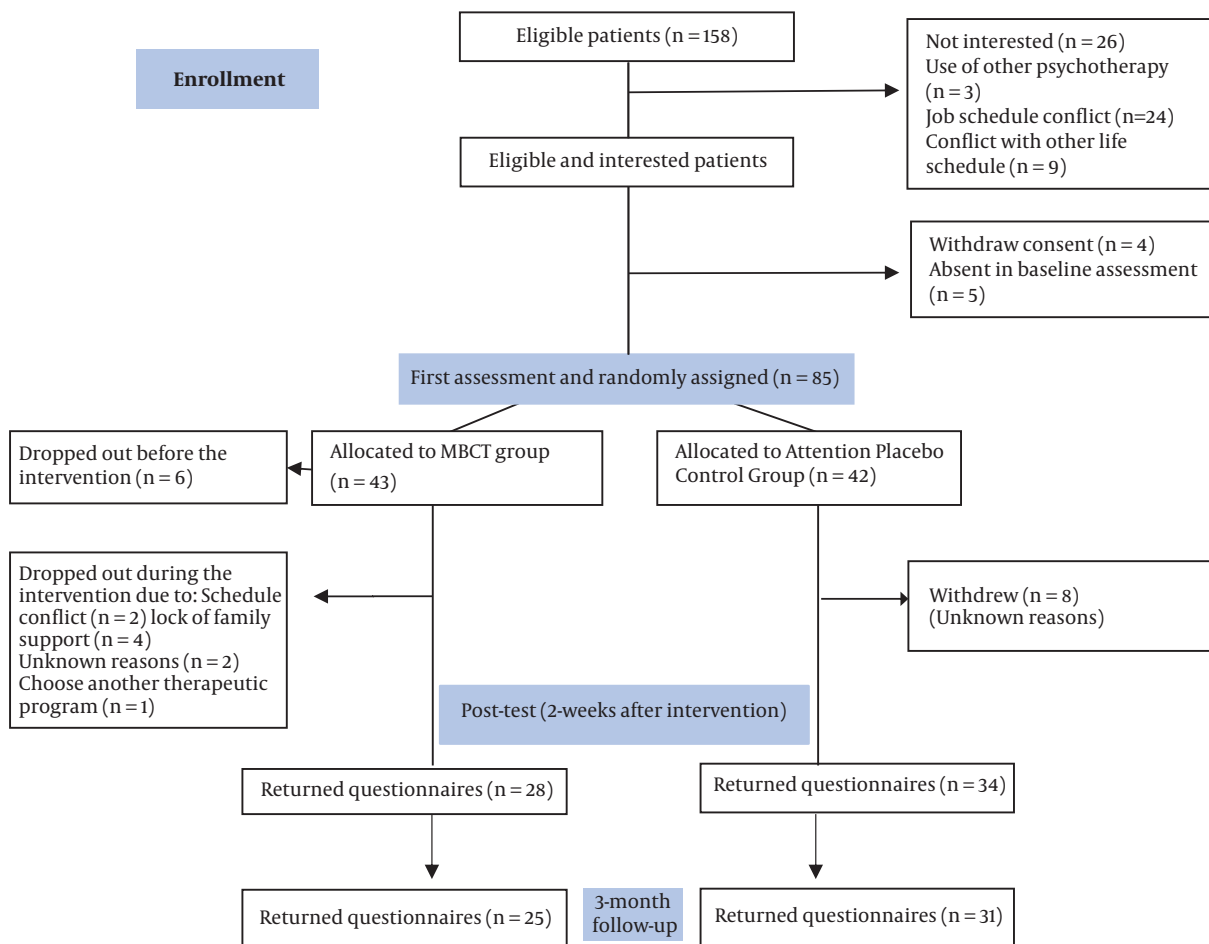 Eligible patients (n = 158)
Enrollment
Not interested (n = 26)
Use of other psychotherapy
(n = 3)
Job schedule conflict (n=24)
Conflict with other life
schedule (n = 9)
Eligible and interested patients
Withdraw consent (n = 4)
Absent in baseline assessment
(n = 5)
First assessment and randomly assigned (n = 85)
Dropped out before the
intervention (n = 6)
Allocated to MBCT group
(n = 43)
Allocated to Attention Placebo
Control Group (n = 42)
Dropped out during the
intervention due to: Schedule
conflict (n = 2) lack of family
support (n = 4)
Unknown reasons (n = 2)
Choose another therapeutic
program (n = 1)
Withdrew (n = 8)
(Unknown reasons)
Post-test (2-weeks after intervention)
Returned questionnaires (n = 28)
Returned questionnaires (n = 34)
Returned questionnaires (n = 25)
3-month
follow-up
Returned questionnaires (n = 31)